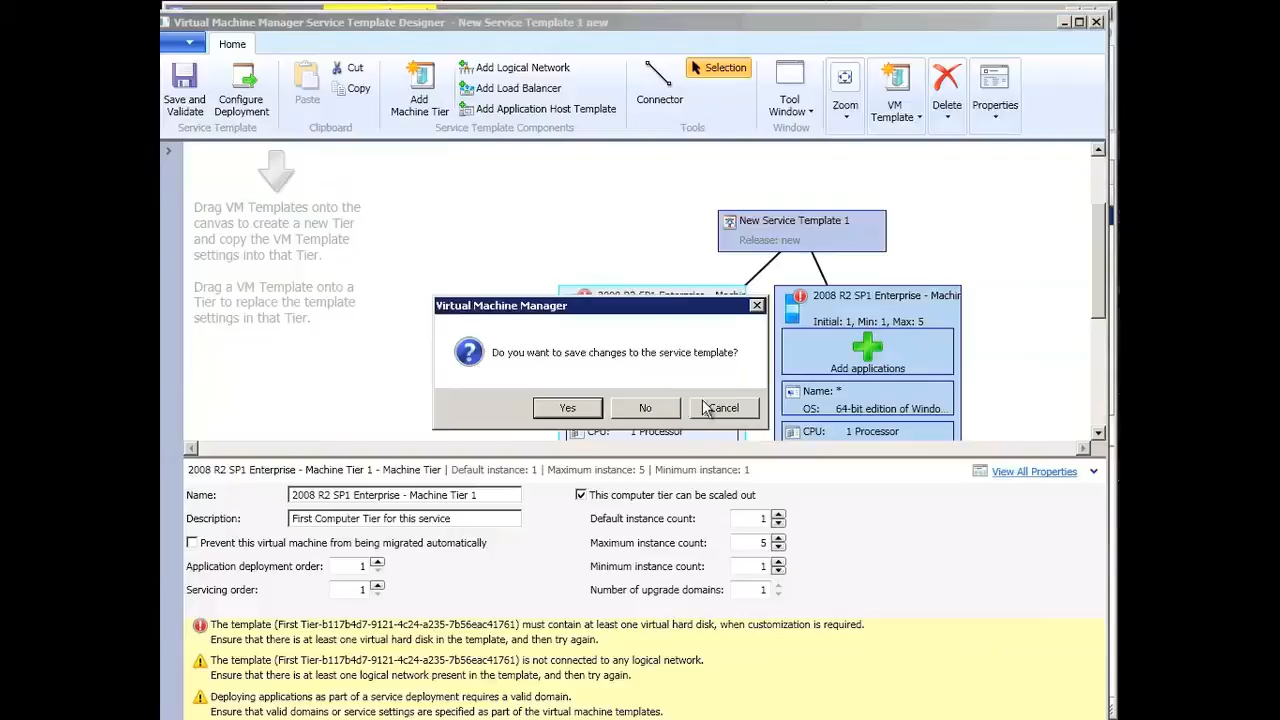 Virtual Machine Manager Service Template Designer - New Service Template 1 new
Home
Save and Validate
Configure Deployment
Service Template
Paste
Cut
Copy
Clipboard
Add Machine Tier
Add Logical Network
Add Load Balancer
Add Application Host Template
Service Template Components
Connector
Selection
Tools
Tool Window
Window
Zoom
VM Template
Delete
Properties
Drag VM Templates onto the
canvas to create a new Tier
and copy the VM Template
settings into that Tier.
Drag a VM Template onto a
Tier to replace the template
settings in that Tier.
New Service Template 1
Release: new
2008 R2 SP1 Enterprise - Machin
2008 R2 SP1 Enterprise - Machir
Initial: 1, Min: 1, Max: 5
Add applications
Name: *
OS: 64-bit edition of Windo...
CPU: 1 Processor
CPU: 1 Processor
Virtual Machine Manager
Do you want to save changes to the service template?
Yes
No
Cancel
2008 R2 SP1 Enterprise - Machine Tier 1 - Machine Tier | Default instance: 1 | Maximum instance: 5 | Minimum instance: 1
View All Properties
Name: 2008 R2 SP1 Enterprise - Machine Tier 1
Description: First Computer Tier for this service
Prevent this virtual machine from being migrated automatically
Application deployment order: 1
Servicing order: 1
This computer tier can be scaled out
Default instance count: 1
Maximum instance count: 5
Minimum instance count: 1
Number of upgrade domains: 1
The template (First Tier-b117b4d7-9121-4c24-a235-7b56eac41761) must contain at least one virtual hard disk, when customization is required.
Ensure that there is at least one virtual hard disk in the template, and then try again.
The template (First Tier-b117b4d7-9121-4c24-a235-7b56eac41761) is not connected to any logical network.
Ensure that there is at least one logical network present in the template, and then try again.
Deploying applications as part of a service deployment requires a valid domain.
Ensure that valid domains or service settings are specified as part of the virtual machine templates.